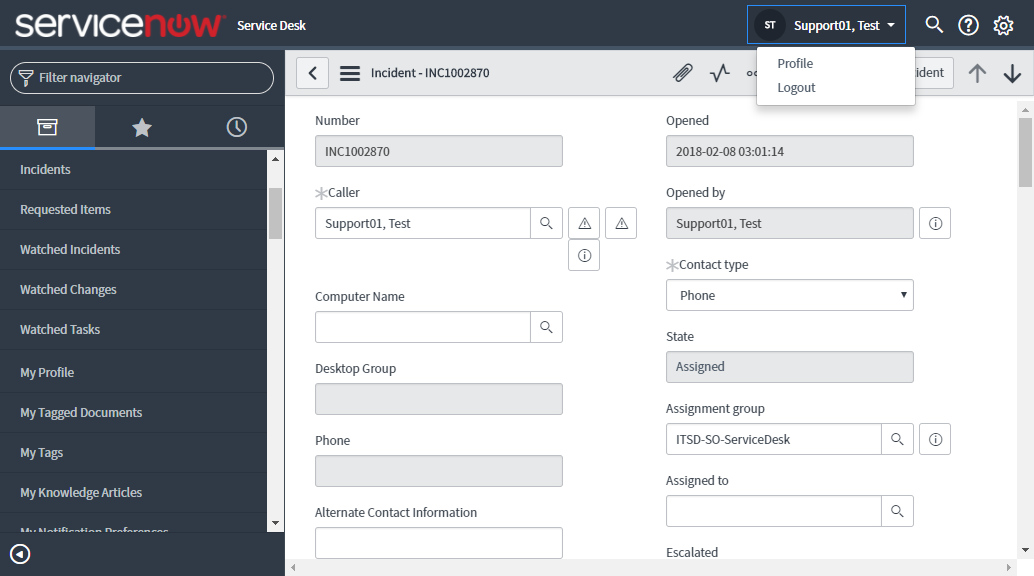 servicenow Service Desk
ST Support01, Test
Profile
Logout
Filter navigator
Incidents
Requested Items
Watched Incidents
Watched Changes
Watched Tasks
My Profile
My Tagged Documents
My Tags
My Knowledge Articles
My Notification Preferences
Incident - INC1002870
Number
INC1002870
Caller
Support01, Test
Computer Name
Desktop Group
Phone
Alternate Contact Information
Opened
2018-02-08 03:01:14
Opened by
Support01, Test
Contact type
Phone
State
Assigned
Assignment group
ITSD-SO-ServiceDesk
Assigned to
Escalated